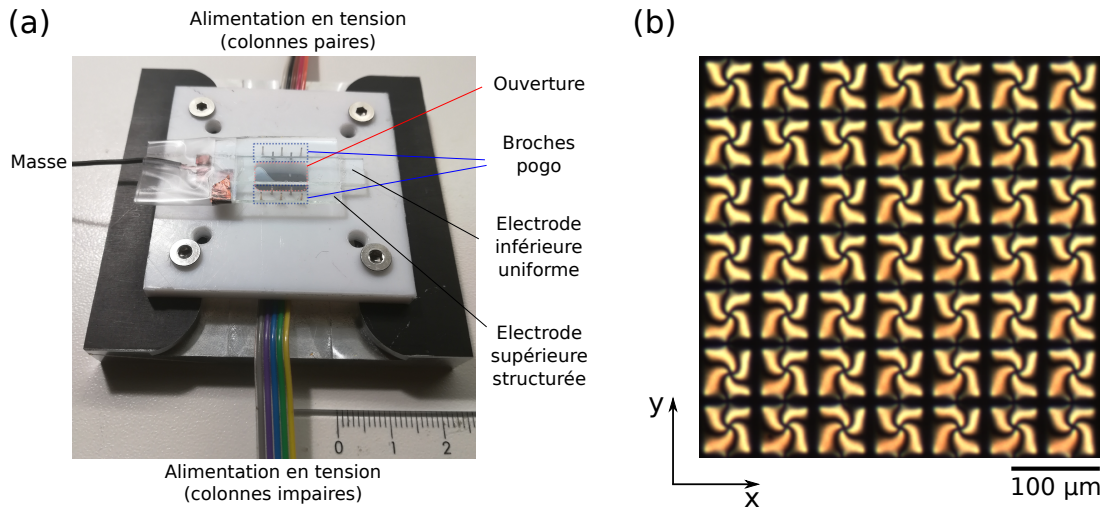 (a)
Alimentation en tension
(colonnes paires)
Ouverture
Masse
Broches
pogo
Electrode
inférieure
uniforme
Electrode
supérieure
structurée
0 1 2
Alimentation en tension
(colonnes impaires)
(b)
y
x
100 µm